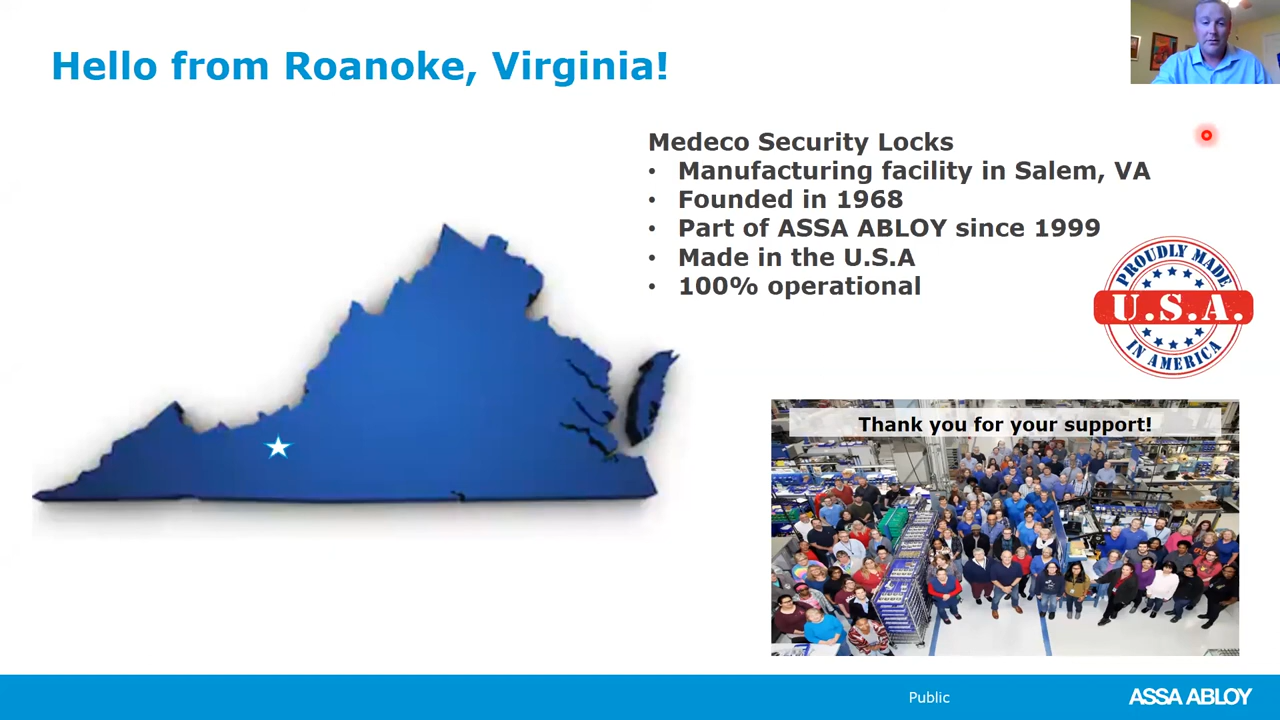 Hello from Roanoke, Virginia!
Medeco Security Locks
• Manufacturing facility in Salem, VA
• Founded in 1968
• Part of ASSA ABLOY since 1999
• Made in the U.S.A
• 100% operational
PROUDLY MADE
U.S.A.
IN AMERICA
Thank you for your support!
Public
ASSA ABLOY